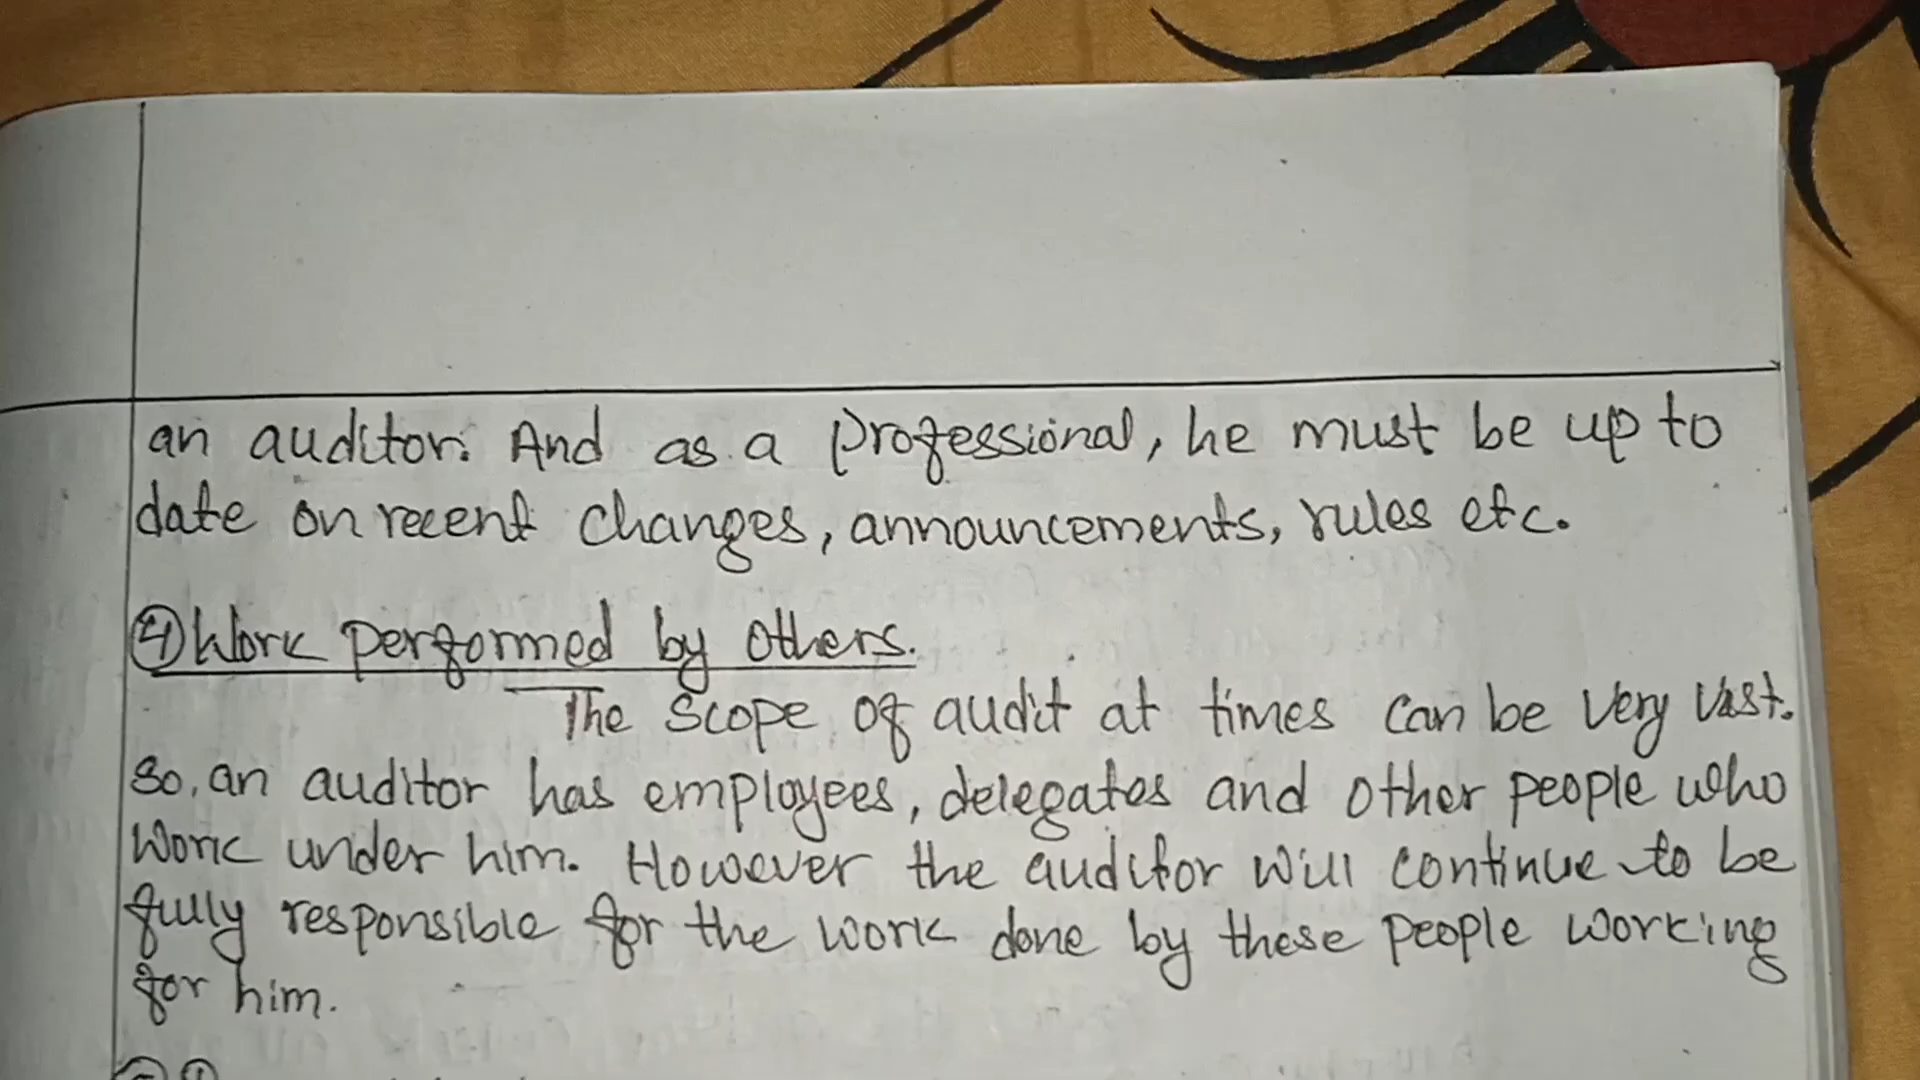 an auditor. And as a professional, he must be up to
date on recent changes, announcements, rules etc.
④ Work performed by others.
The scope of audit at times can be very vast.
So, an auditor has employees, delegates and other people who
work under him. However the auditor will continue to be
fully responsible for the work done by these people working
for him.